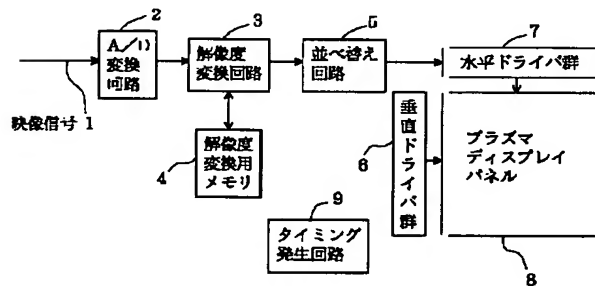 2
A/D
変換
回路
3
解像度
変換回路
5
並べ替え
回路
7
水平ドライバ群
映像信号 1
4
解像度
変換用
メモリ
6
垂直ドライバ群
プラズマ
ディスプレイ
パネル
8
9
タイミング
発生回路